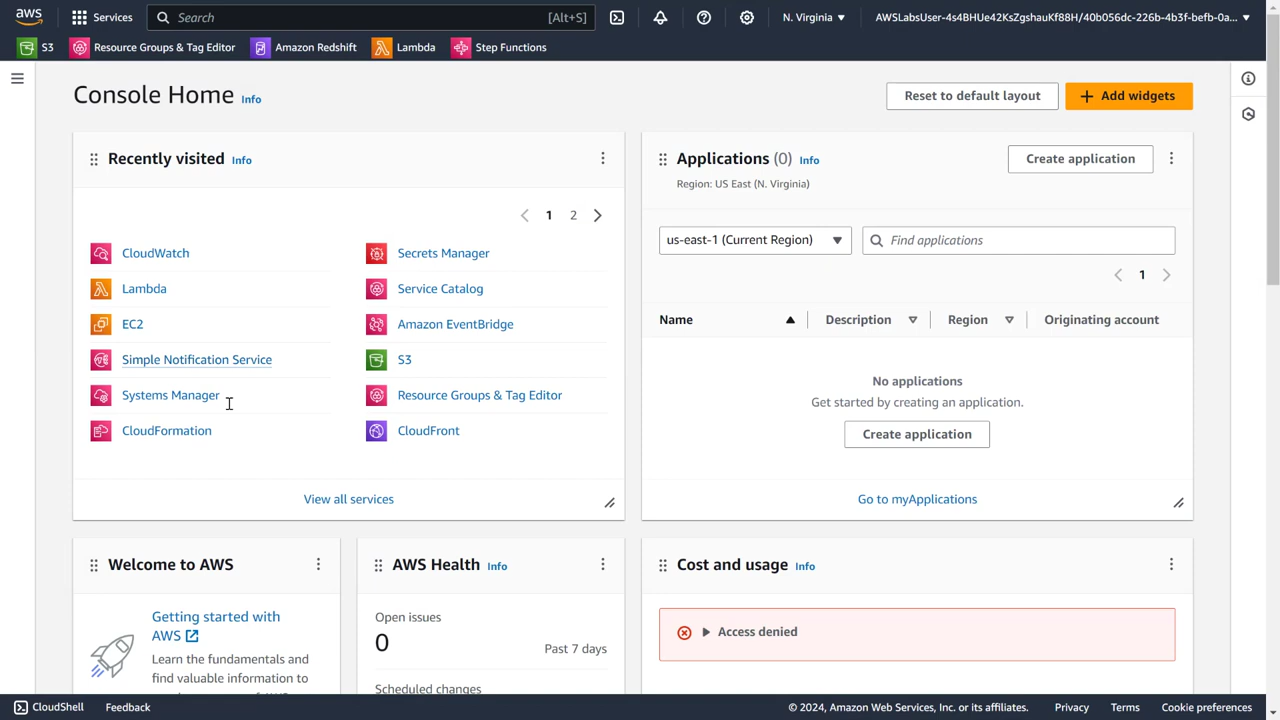 aws
Services
Search
[Alt+S]
N. Virginia
AWSLabsUser-4s4BHUe42KsZgshauKf88H/40b056dc-226b-4b3f-befb-0a...
S3
Resource Groups & Tag Editor
Amazon Redshift
Lambda
Step Functions
Console Home
Info
Reset to default layout
Add widgets
Recently visited
Info
1
2
CloudWatch
Lambda
EC2
Simple Notification Service
Systems Manager
CloudFormation
Secrets Manager
Service Catalog
Amazon EventBridge
S3
Resource Groups & Tag Editor
CloudFront
View all services
Applications (0)
Info
Region: US East (N. Virginia)
Create application
us-east-1 (Current Region)
Find applications
1
Name
Description
Region
Originating account
No applications
Get started by creating an application.
Create application
Go to myApplications
Welcome to AWS
Getting started with
AWS
Learn the fundamentals and
find valuable information to
AWS Health
Info
Open issues
0
Past 7 days
Scheduled changes
Cost and usage
Info
Access denied
CloudShell
Feedback
© 2024, Amazon Web Services, Inc. or its affiliates.
Privacy
Terms
Cookie preferences